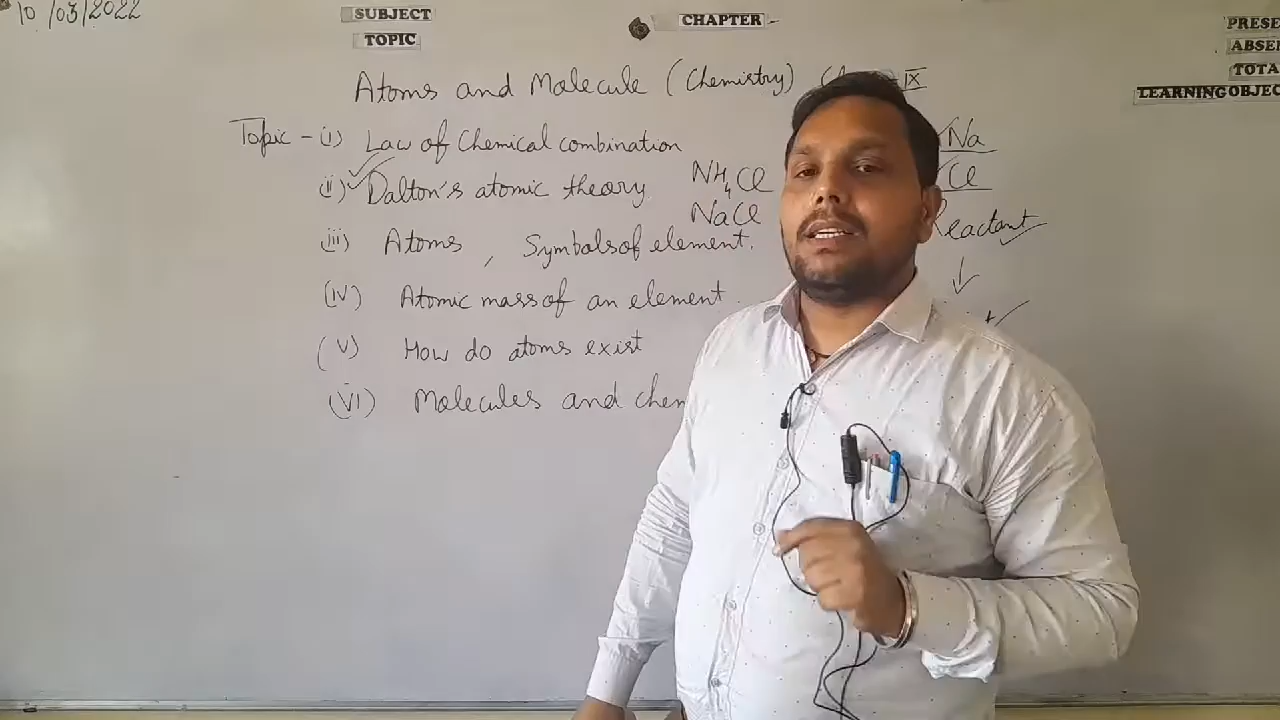 10/03/2022
SUBJECT
TOPIC
CHAPTER
PRESE
ABSE
TOTA
LEARNING OBJEC
Atoms and Molecule (Chemistry) IX
Topic - (i) Law of Chemical combination
(ii) Dalton's atomic theory
(iii) Atoms, Symbols of element.
(iv) Atomic mass of an element
(v) How do atoms exist
(vi) Molecules and chem
NH4Cl
NaCl
Na
Cl
Reactant